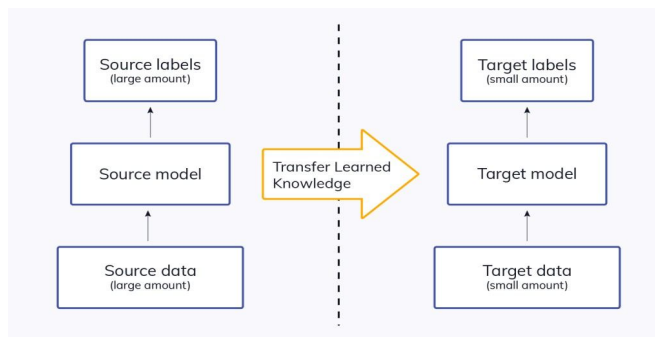 Source labels
(large amount)
Source model
Source data
(large amount)
Transfer Learned
Knowledge
Target labels
(small amount)
Target model
Target data
(small amount)